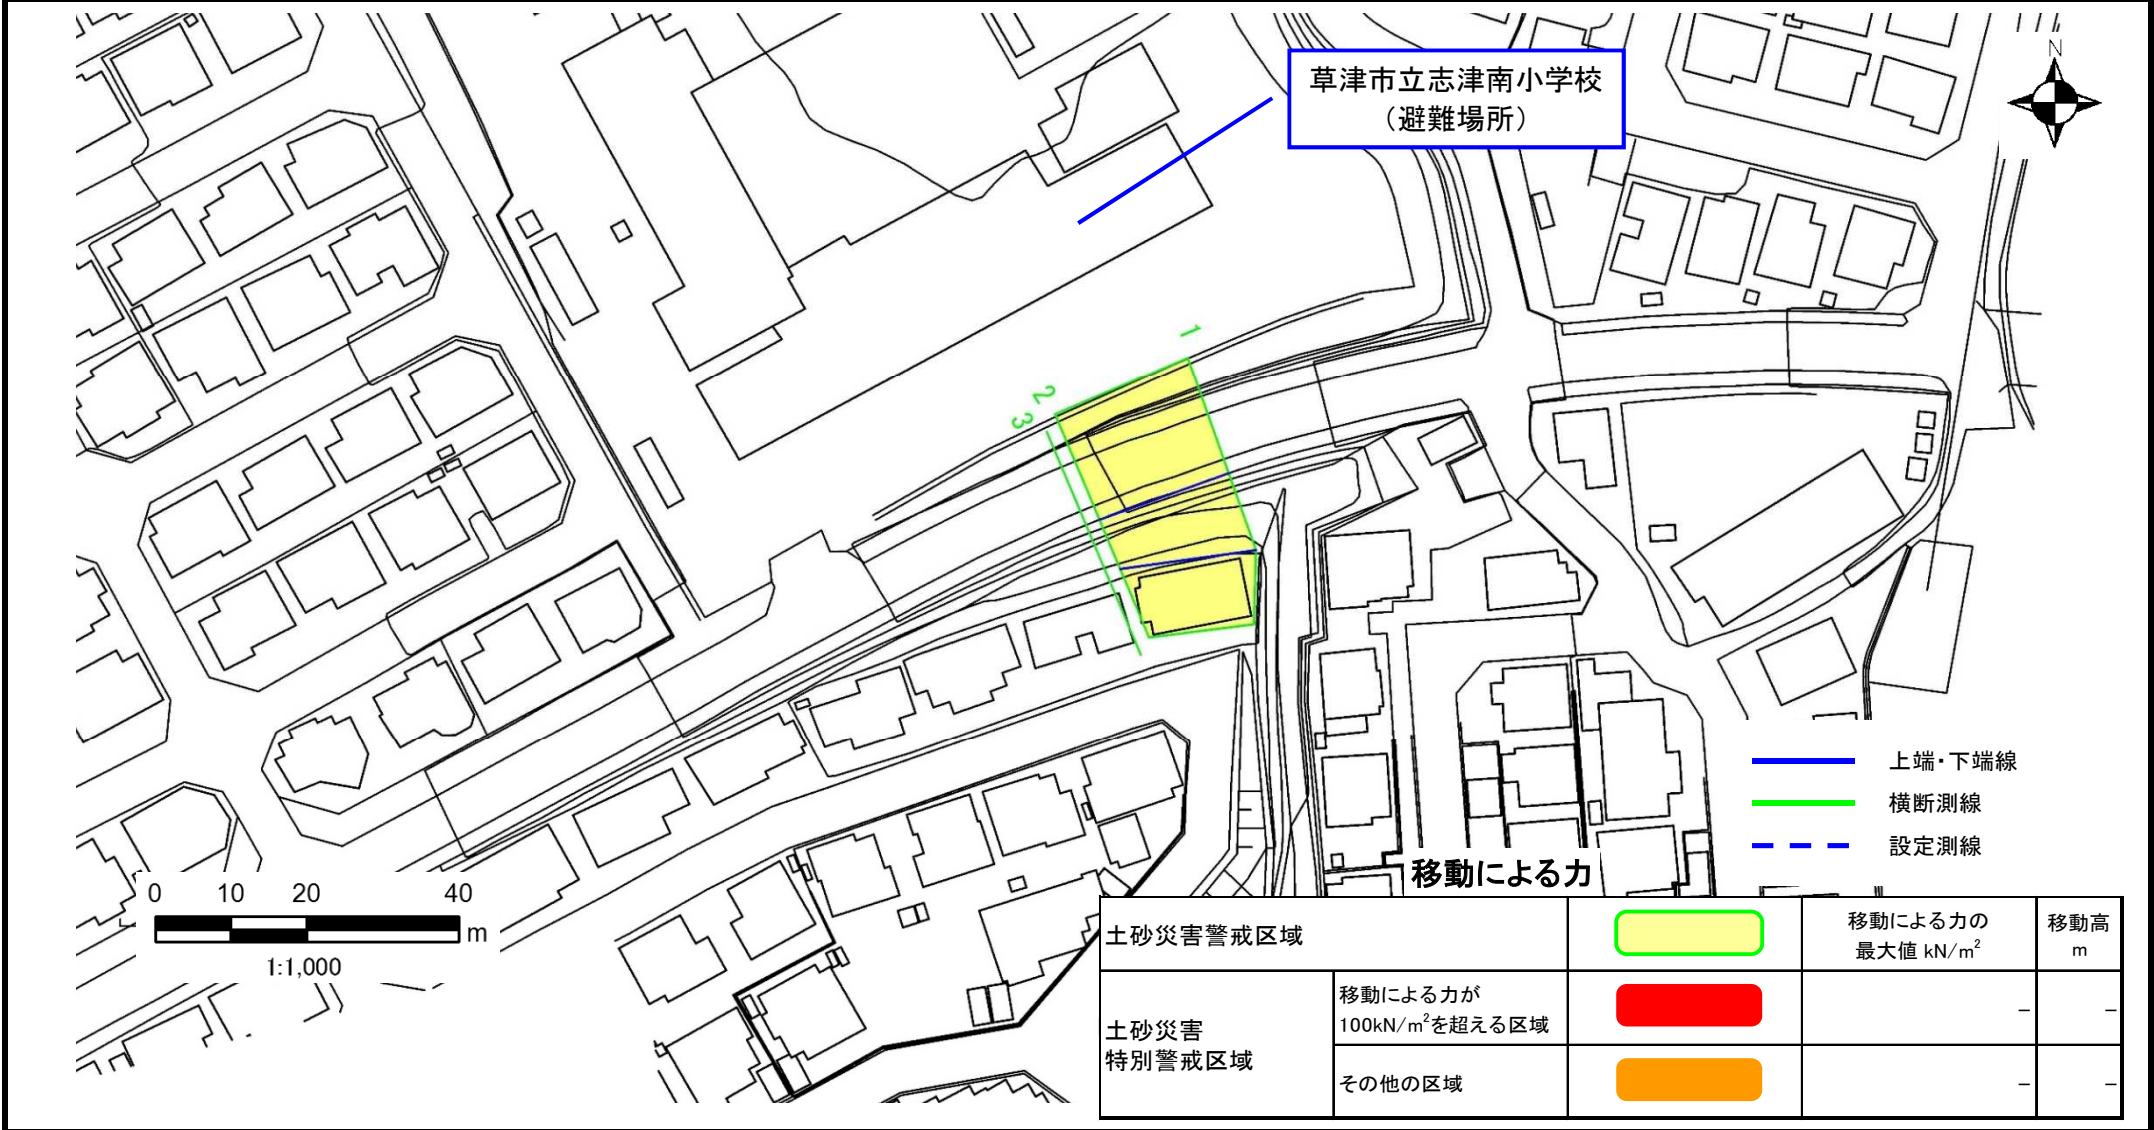 草津市立志津南小学校
（避難場所）
N
1
2
3
上端・下端線
横断測線
設定測線
0 10 20 40
m
1:1,000
移動による力
土砂災害警戒区域
移動による力の
最大値 kN/m²
移動高
m
土砂災害
特別警戒区域
移動による力が
100kN/m²を超える区域
– –
その他の区域
– –